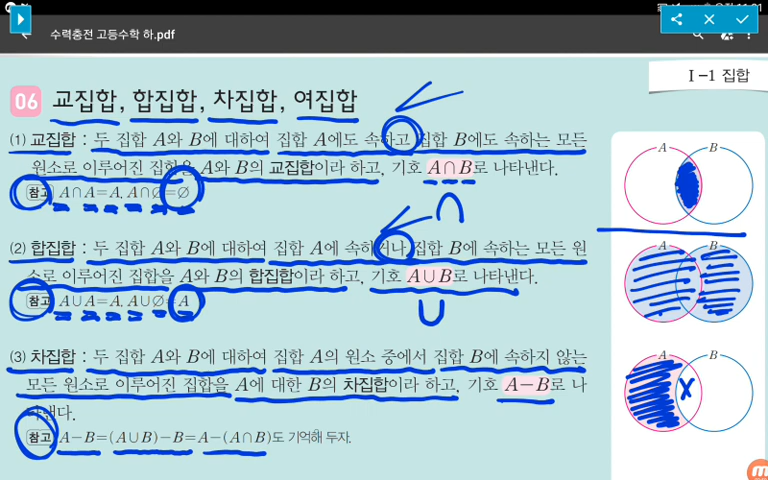 수력충전 고등수학 하.pdf
I-1 집합
06 교집합, 합집합, 차집합, 여집합
(1) 교집합 : 두 집합 A와 B에 대하여 집합 A에도 속하고 집합 B에도 속하는 모든
원소로 이루어진 집합을 A와 B의 교집합이라 하고, 기호 A∩B로 나타낸다.
참고 A∩A=A, A∩∅=∅
∩
(2) 합집합 : 두 집합 A와 B에 대하여 집합 A에 속하거나 집합 B에 속하는 모든 원
소로 이루어진 집합을 A와 B의 합집합이라 하고, 기호 A∪B로 나타낸다.
참고 A∪A=A, A∪∅=A
∪
(3) 차집합 : 두 집합 A와 B에 대하여 집합 A의 원소 중에서 집합 B에 속하지 않는
모든 원소로 이루어진 집합을 A에 대한 B의 차집합이라 하고, 기호 A-B로 나
타낸다.
참고 A-B=(A∪B)-B=A-(A∩B)도 기억해 두자.
A B
A B
A B